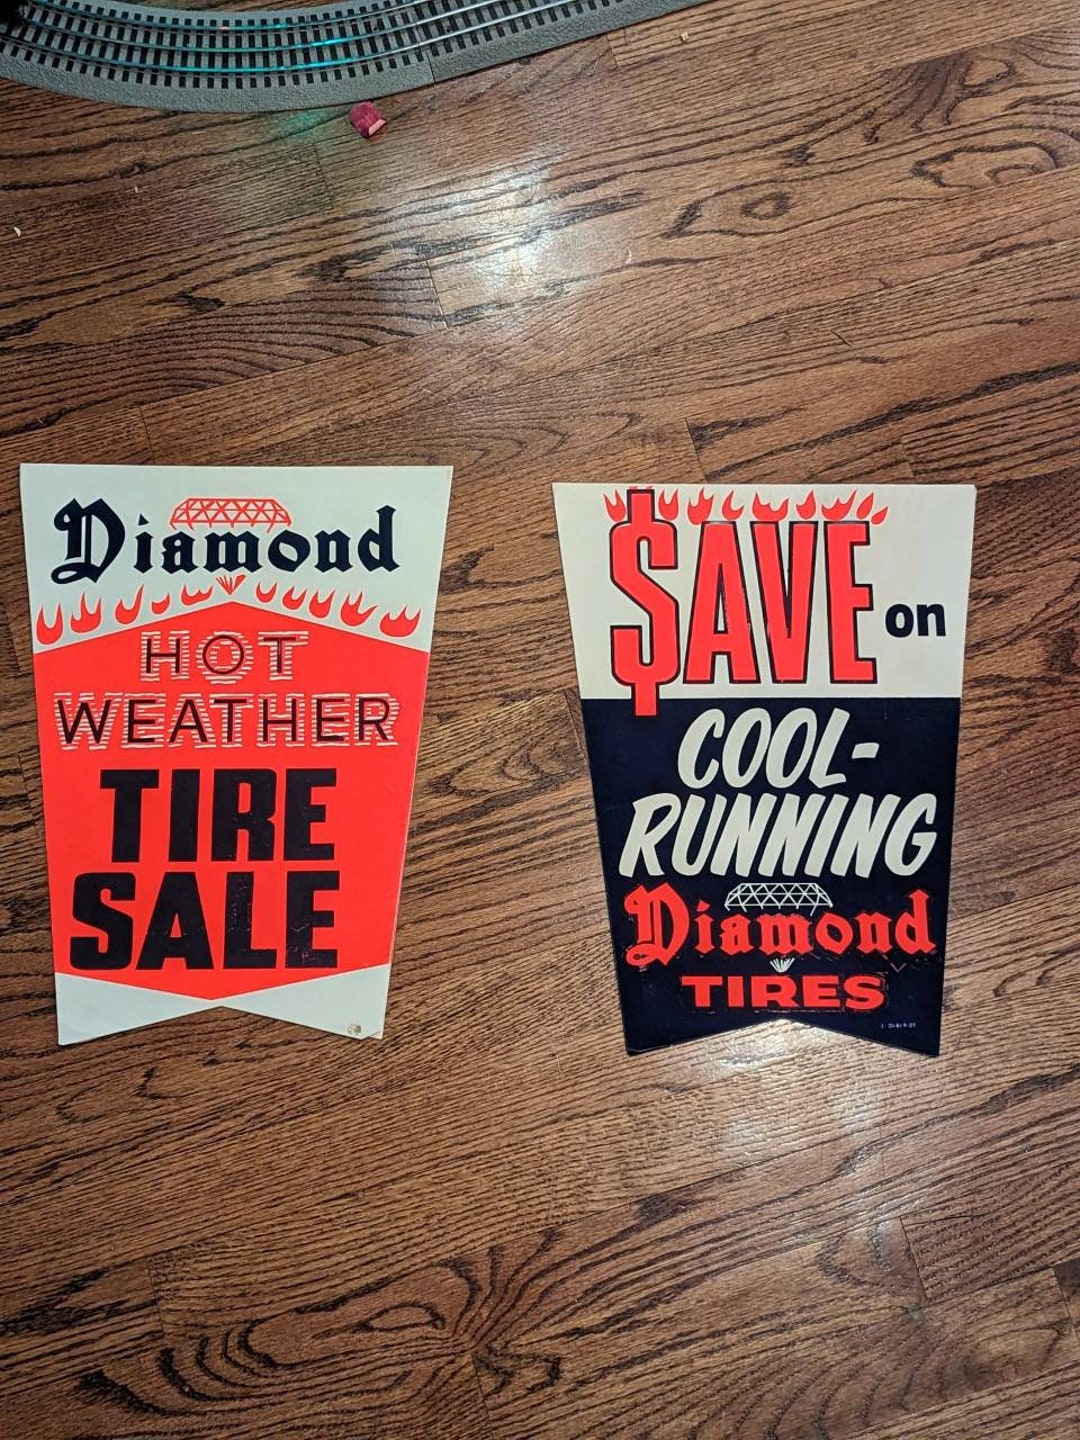 Diamond
HOT
WEATHER
TIRE
SALE
$AVE on
COOL-
RUNNING
Diamond
TIRES